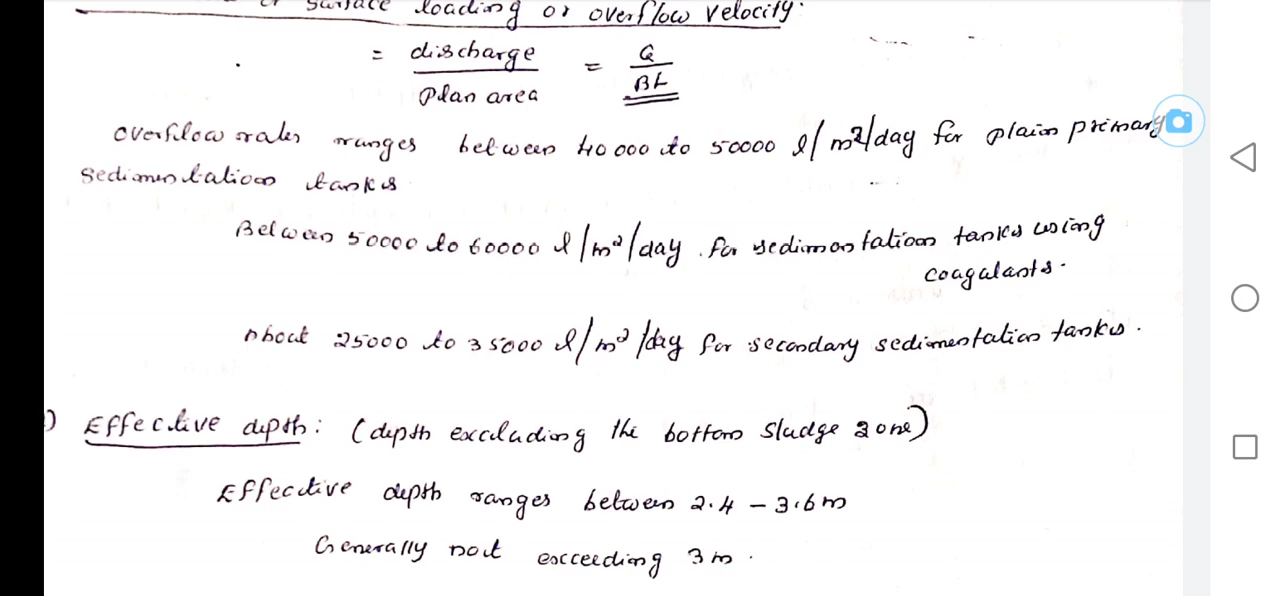 or surface loading or overflow velocity.
= discharge / Plan area = Q / BL
overflow rates ranges between 40000 to 50000 l/m²/day for plain primary
sedimentation tanks
Between 50000 to 60000 l/m²/day. for sedimentation tanks using
coagulants.
About 25000 to 35000 l/m²/day for secondary sedimentation tanks.
) Effective depth: (depth excluding the bottom sludge zone)
Effective depth ranges between 2.4 - 3.6m
Generally not exceeding 3m.